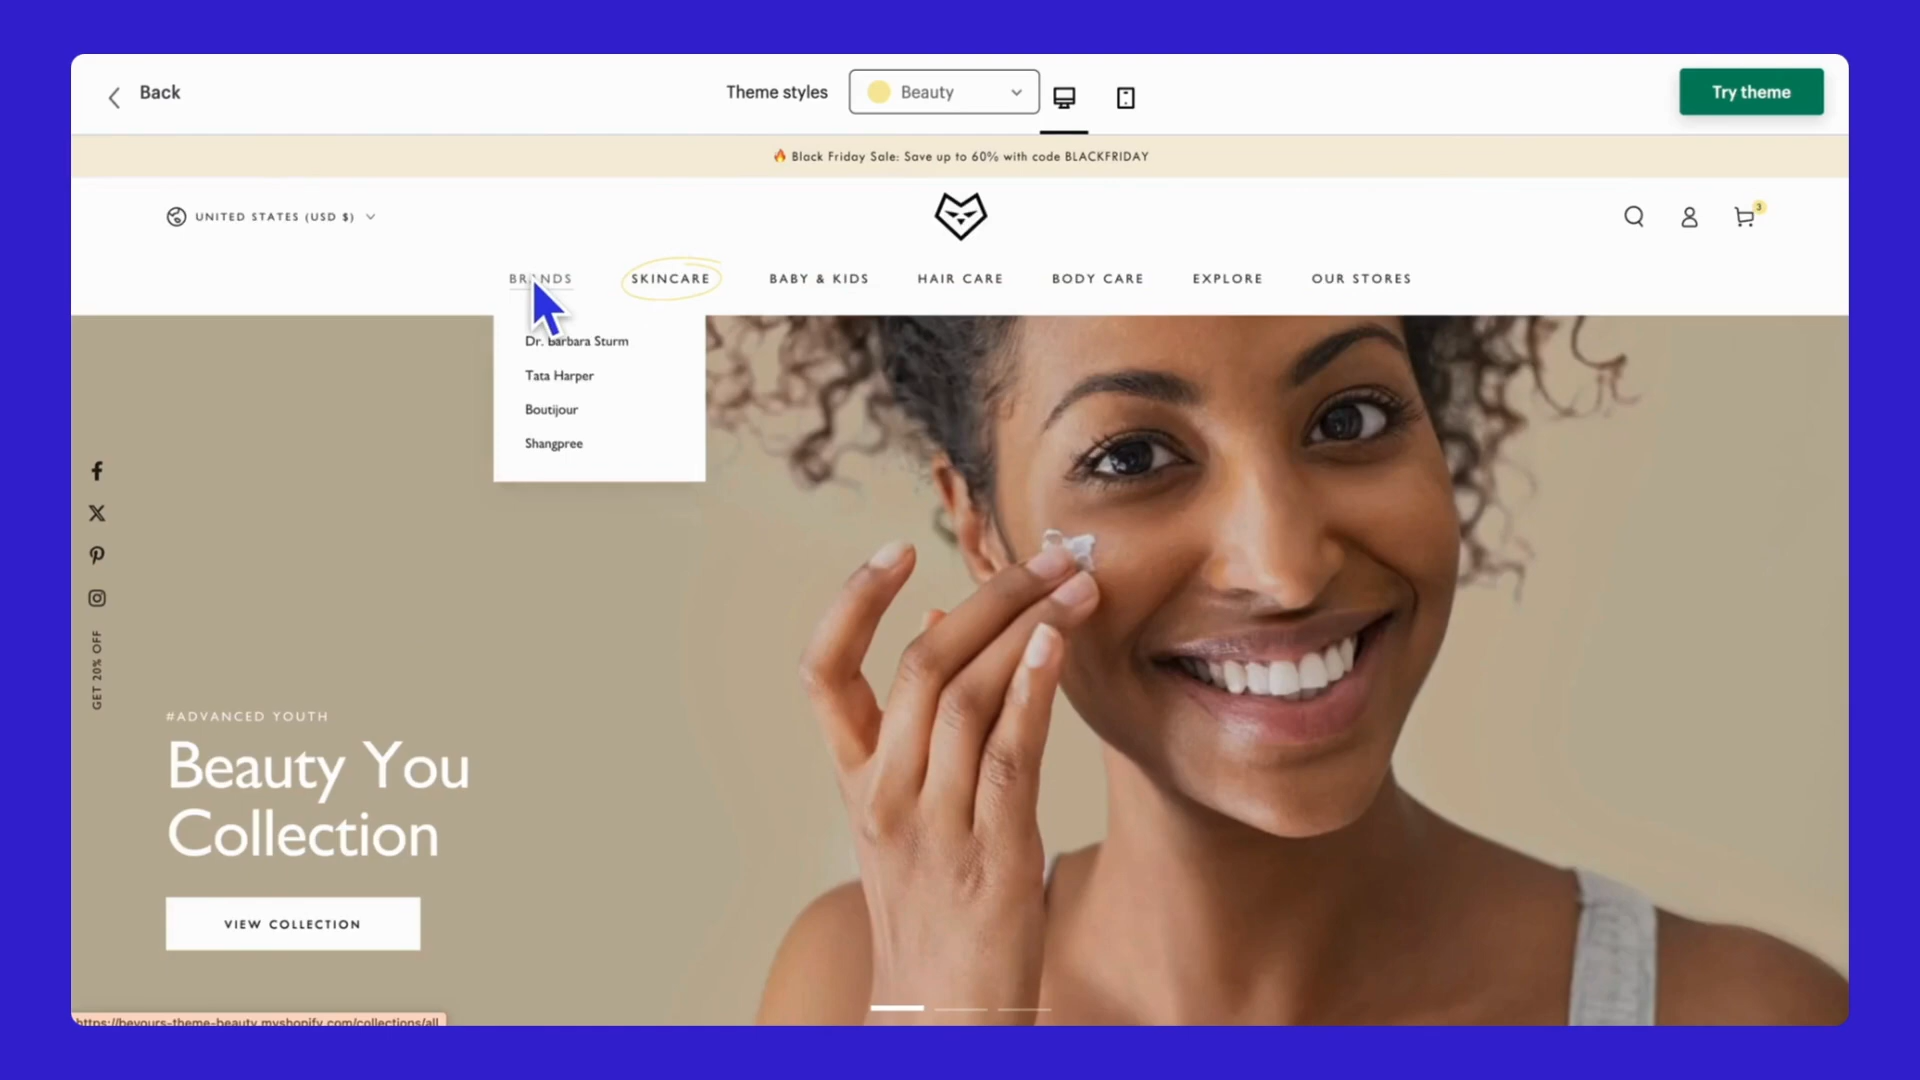 Back
Theme styles
Beauty
Try theme
🔥 Black Friday Sale: Save up to 60% with code BLACKFRIDAY
UNITED STATES (USD $)
3
BRANDS
SKINCARE
BABY & KIDS
HAIR CARE
BODY CARE
EXPLORE
OUR STORES
Dr. Barbara Sturm
Tata Harper
Boutijour
Shangpree
GET 20% OFF
#ADVANCED YOUTH
Beauty You
Collection
VIEW COLLECTION
https://beyours-theme-beauty.myshopify.com/collections/all